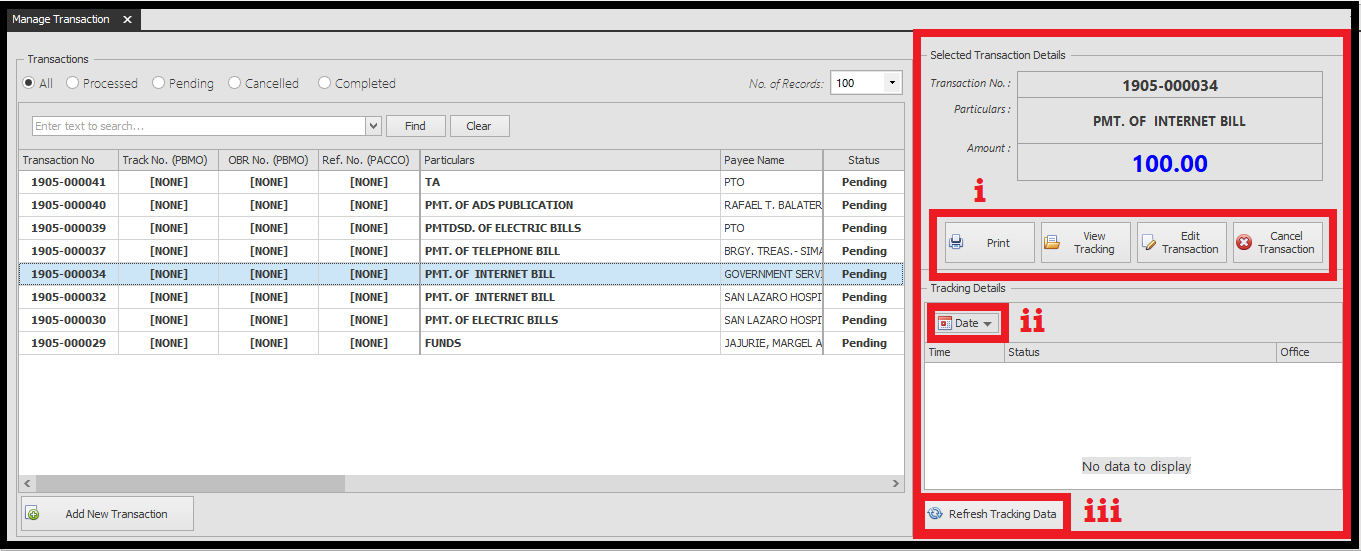 Manage Transaction
Transactions
All Processed Pending Cancelled Completed No. of Records: 100
Enter text to search... Find Clear
Transaction No Track No. (PBMO) OBR No. (PBMO) Ref. No. (PACCO) Particulars Payee Name Status
1905-000041 [NONE] [NONE] [NONE] TA PTO Pending
1905-000040 [NONE] [NONE] [NONE] PMT. OF ADS PUBLICATION RAFAEL T. BALATER Pending
1905-000039 [NONE] [NONE] [NONE] PMTDSD. OF ELECTRIC BILLS PTO Pending
1905-000037 [NONE] [NONE] [NONE] PMT. OF TELEPHONE BILL BRGY. TREAS.- SIMA Pending
1905-000034 [NONE] [NONE] [NONE] PMT. OF INTERNET BILL GOVERNMENT SERVI Pending
1905-000032 [NONE] [NONE] [NONE] PMT. OF INTERNET BILL SAN LAZARO HOSPI Pending
1905-000030 [NONE] [NONE] [NONE] PMT. OF ELECTRIC BILLS SAN LAZARO HOSPI Pending
1905-000029 [NONE] [NONE] [NONE] FUNDS JAJURIE, MARGEL A Pending
Add New Transaction
Selected Transaction Details
Transaction No. : 1905-000034
Particulars : PMT. OF INTERNET BILL
Amount : 100.00
i
Print
View Tracking
Edit Transaction
Cancel Transaction
Tracking Details
Date ii
Time Status Office
No data to display
Refresh Tracking Data iii